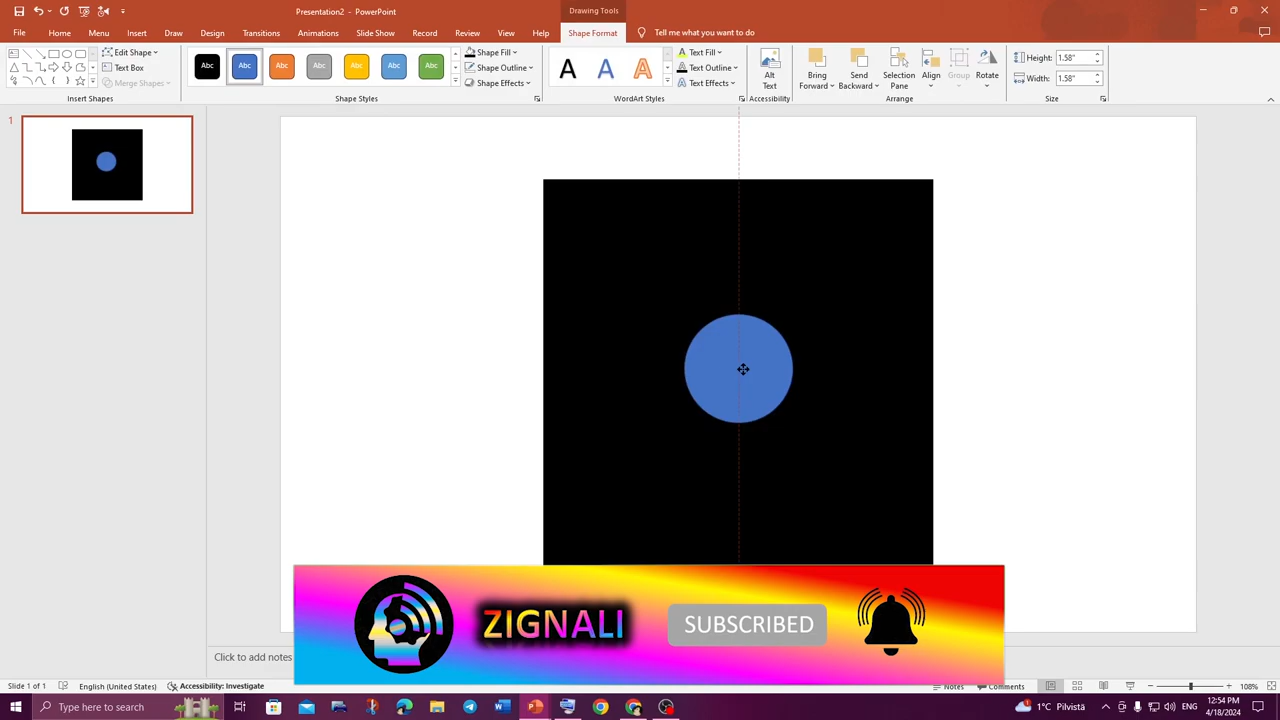 Presentation2 - PowerPoint
Drawing Tools
File Home Menu Insert Draw Design Transitions Animations Slide Show Record Review View Help Shape Format Tell me what you want to do
Edit Shape
Text Box
Merge Shapes
Insert Shapes
Abc Abc Abc Abc Abc Abc Abc
Shape Fill
Shape Outline
Shape Effects
Shape Styles
A A A
Text Fill
Text Outline
Text Effects
WordArt Styles
Alt Text
Accessibility
Bring Forward
Send Backward
Selection Pane
Align
Group
Rotate
Arrange
Height: 1.58"
Width: 1.58"
Size
1
ZIGNALI
SUBSCRIBED
Click to add notes
Slide 1 of 1 English (United States) Accessibility: Investigate Notes Comments 108%
Type here to search
1°C Pilvistä
12:54 PM
4/18/2024